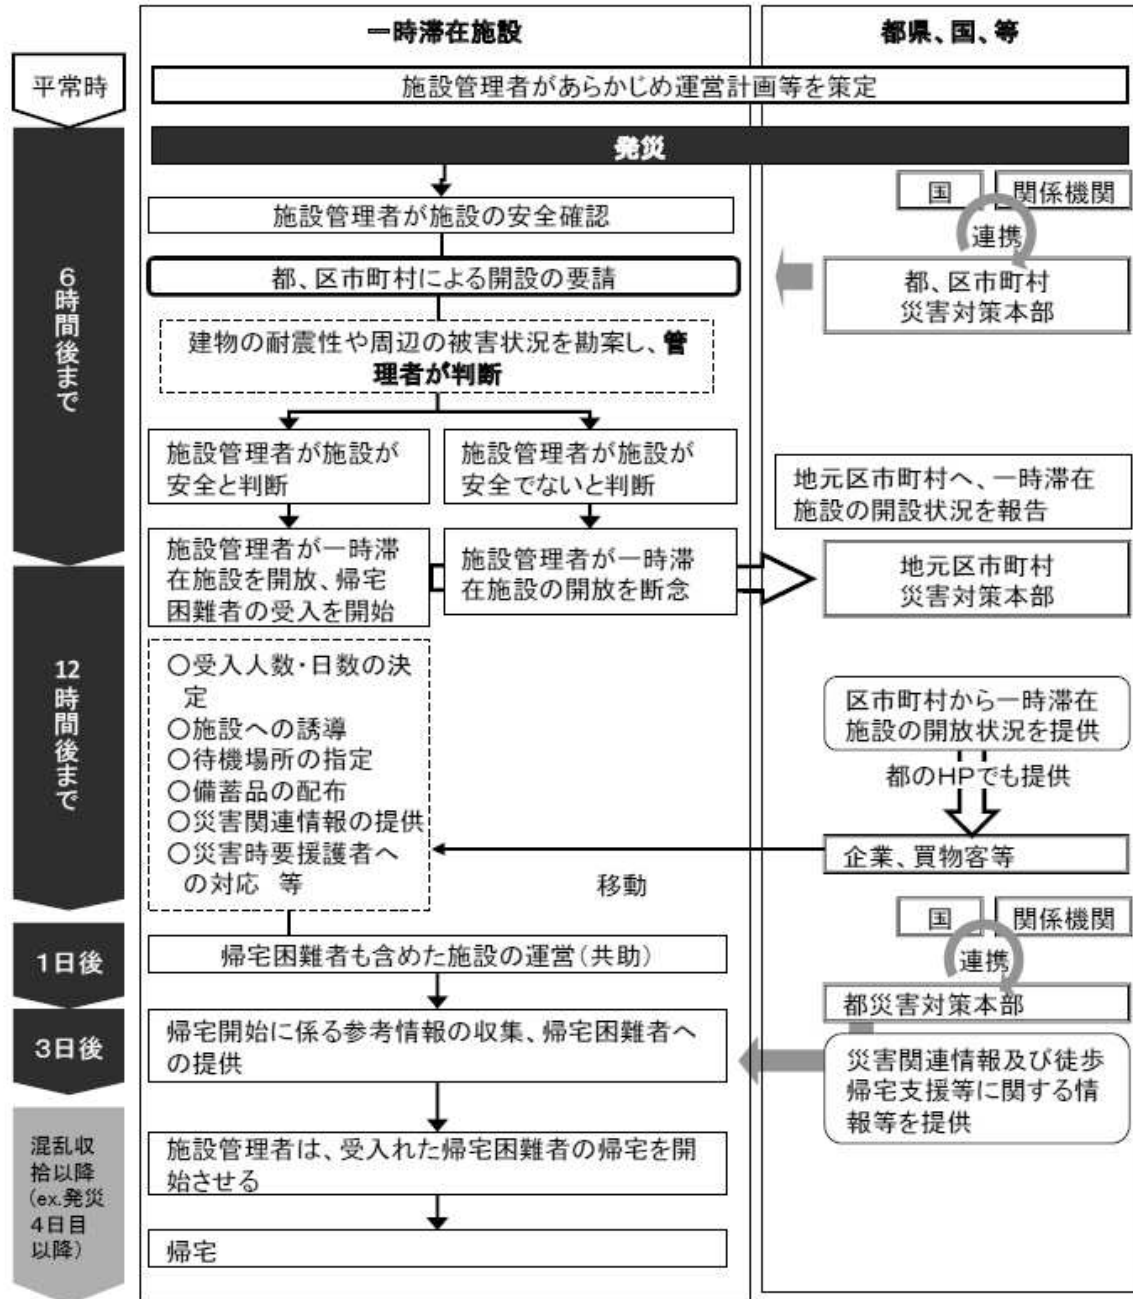 一時滞在施設
都県、国、等
平常時
施設管理者があらかじめ運営計画等を策定
発災
6時間後まで
施設管理者が施設の安全確認
国
関係機関
連携
都、区市町村による開設の要請
都、区市町村
災害対策本部
建物の耐震性や周辺の被害状況を勘案し、管
理者が判断
施設管理者が施設が
安全と判断
施設管理者が施設が
安全でないと判断
地元区市町村へ、一時滞在
施設の開設状況を報告
施設管理者が一時滞
在施設を開放、帰宅
困難者の受入を開始
施設管理者が一時滞
在施設の開放を断念
地元区市町村
災害対策本部
12時間後まで
〇受入人数・日数の決
定
〇施設への誘導
〇待機場所の指定
〇備蓄品の配布
〇災害関連情報の提供
〇災害時要援護者へ
の対応 等
区市町村から一時滞在
施設の開放状況を提供
都のHPでも提供
企業、買物客等
移動
国
関係機関
連携
1日後
帰宅困難者も含めた施設の運営(共助)
都災害対策本部
3日後
帰宅開始に係る参考情報の収集、帰宅困難者へ
の提供
災害関連情報及び徒歩
帰宅支援等に関する情
報等を提供
混乱収
拾以降
(ex.発災
4日目
以降)
施設管理者は、受入れた帰宅困難者の帰宅を開
始させる
帰宅